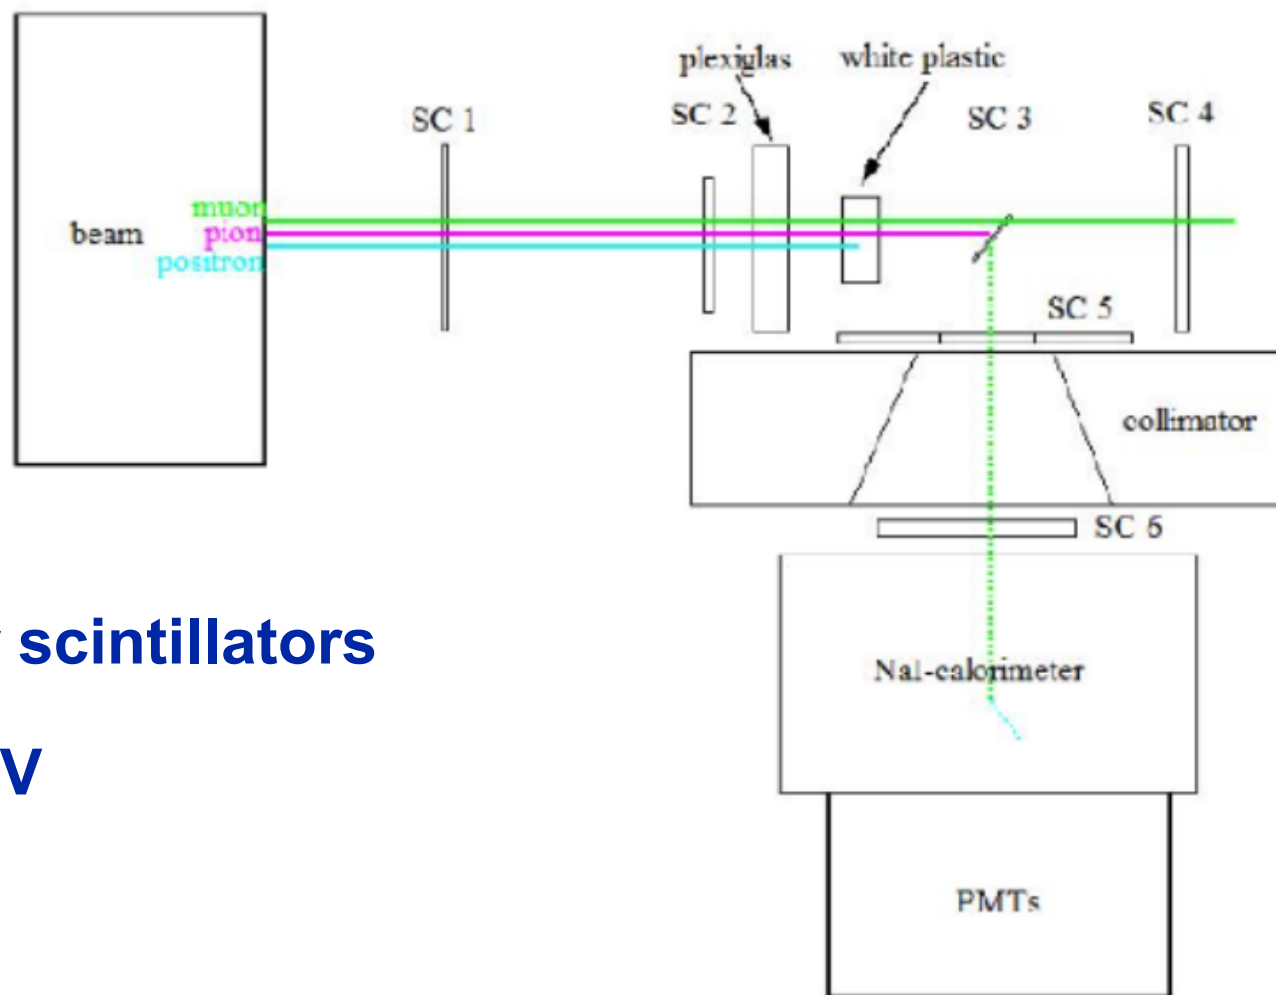 plexiglas
white plastic
SC 1
SC 2
SC 3
SC 4
muon
beam
pion
positron
SC 5
collimator
SC 6
scintillators
NaI-calorimeter
V
PMTs